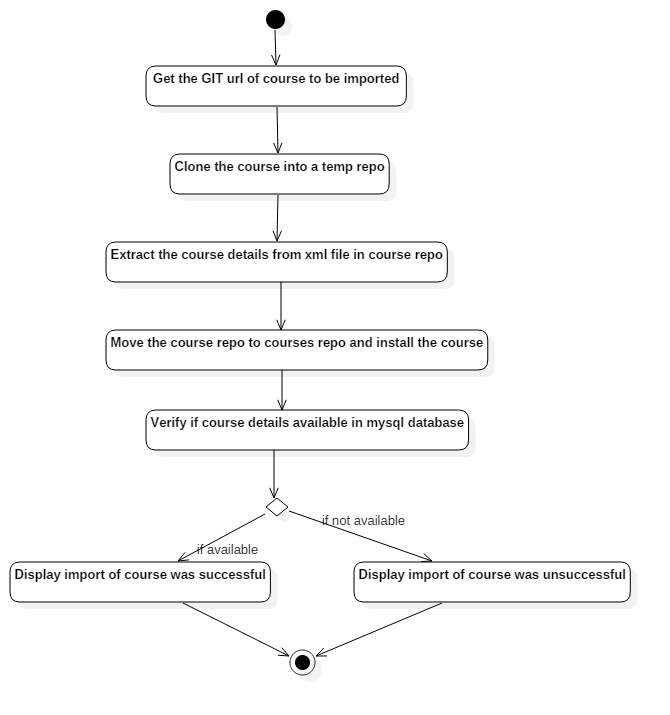 Get the GIT url of course to be imported
Clone the course into a temp repo
Extract the course details from xml file in course repo
Move the course repo to courses repo and install the course
Verify if course details available in mysql database
if not available
if available
Display import of course was successful
Display import of course was unsuccessful